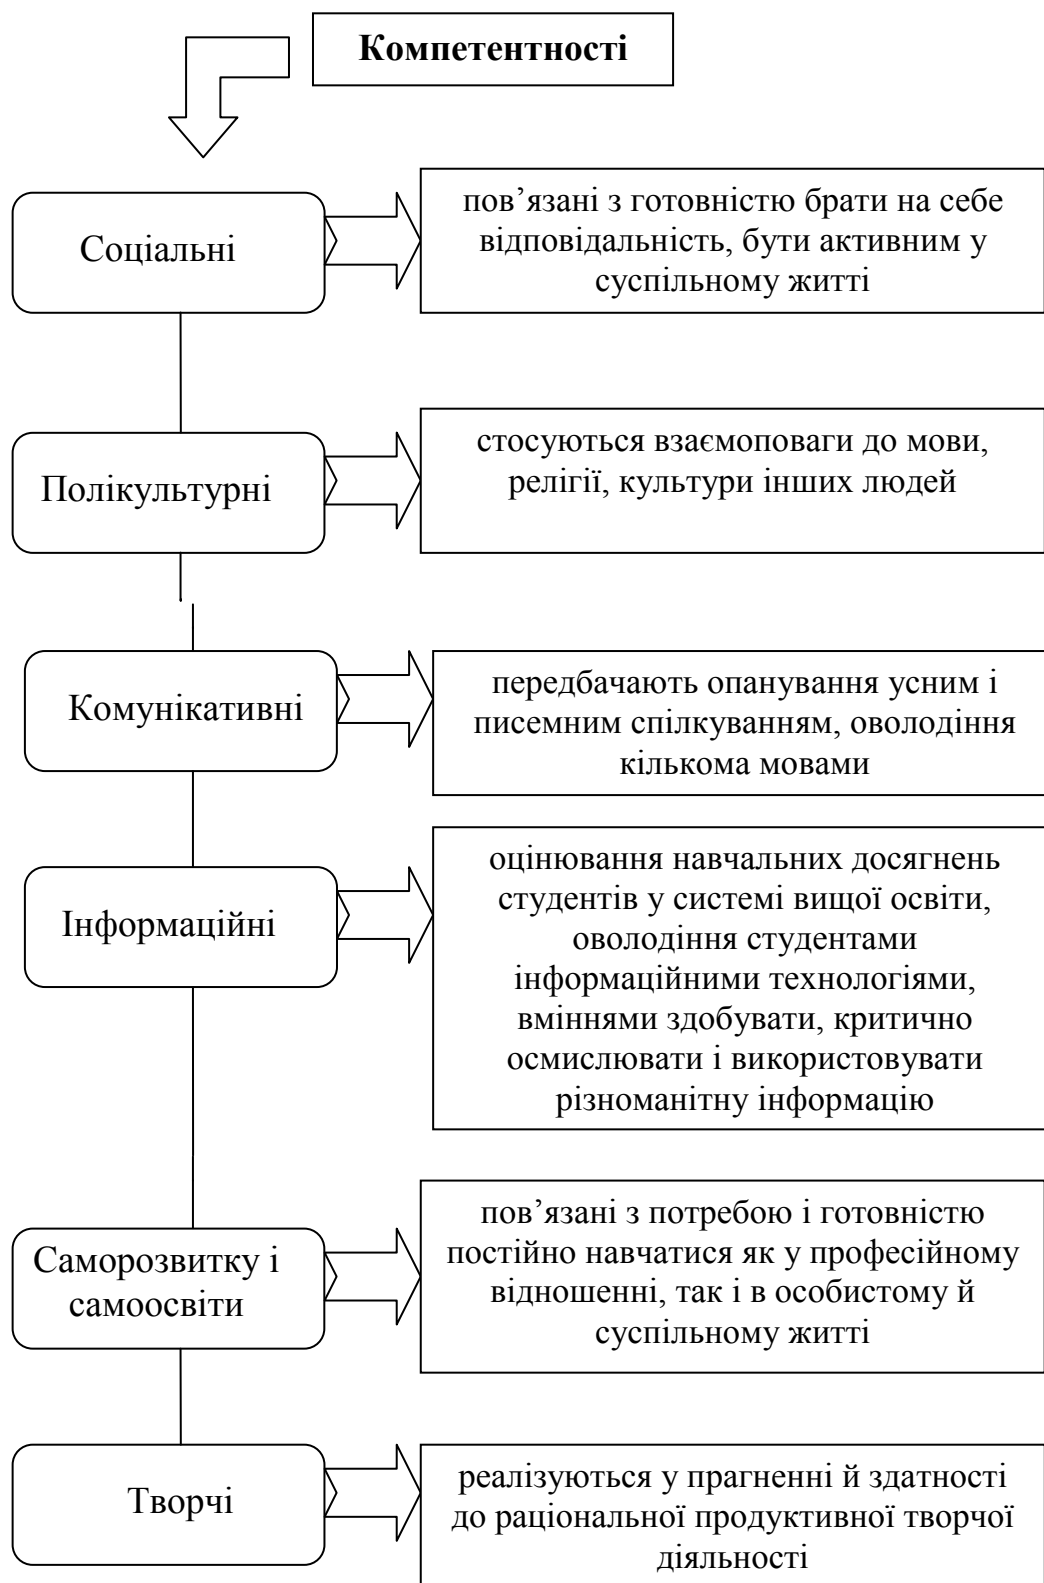 Компетентності
Соціальні
пов’язані з готовністю брати на себе
відповідальність, бути активним у
суспільному житті
Полікультурні
стосуються взаємоповаги до мови,
релігії, культури інших людей
Комунікативні
передбачають опанування усним і
писемним спілкуванням, оволодіння
кількома мовами
Інформаційні
оцінювання навчальних досягнень
студентів у системі вищої освіти,
оволодіння студентами
інформаційними технологіями,
вміннями здобувати, критично
осмислювати і використовувати
різноманітну інформацію
Саморозвитку і
самоосвіти
пов’язані з потребою і готовністю
постійно навчатися як у професійному
відношенні, так і в особистому й
суспільному житті
Творчі
реалізуються у прагненні й здатності
до раціональної продуктивної творчої
діяльності